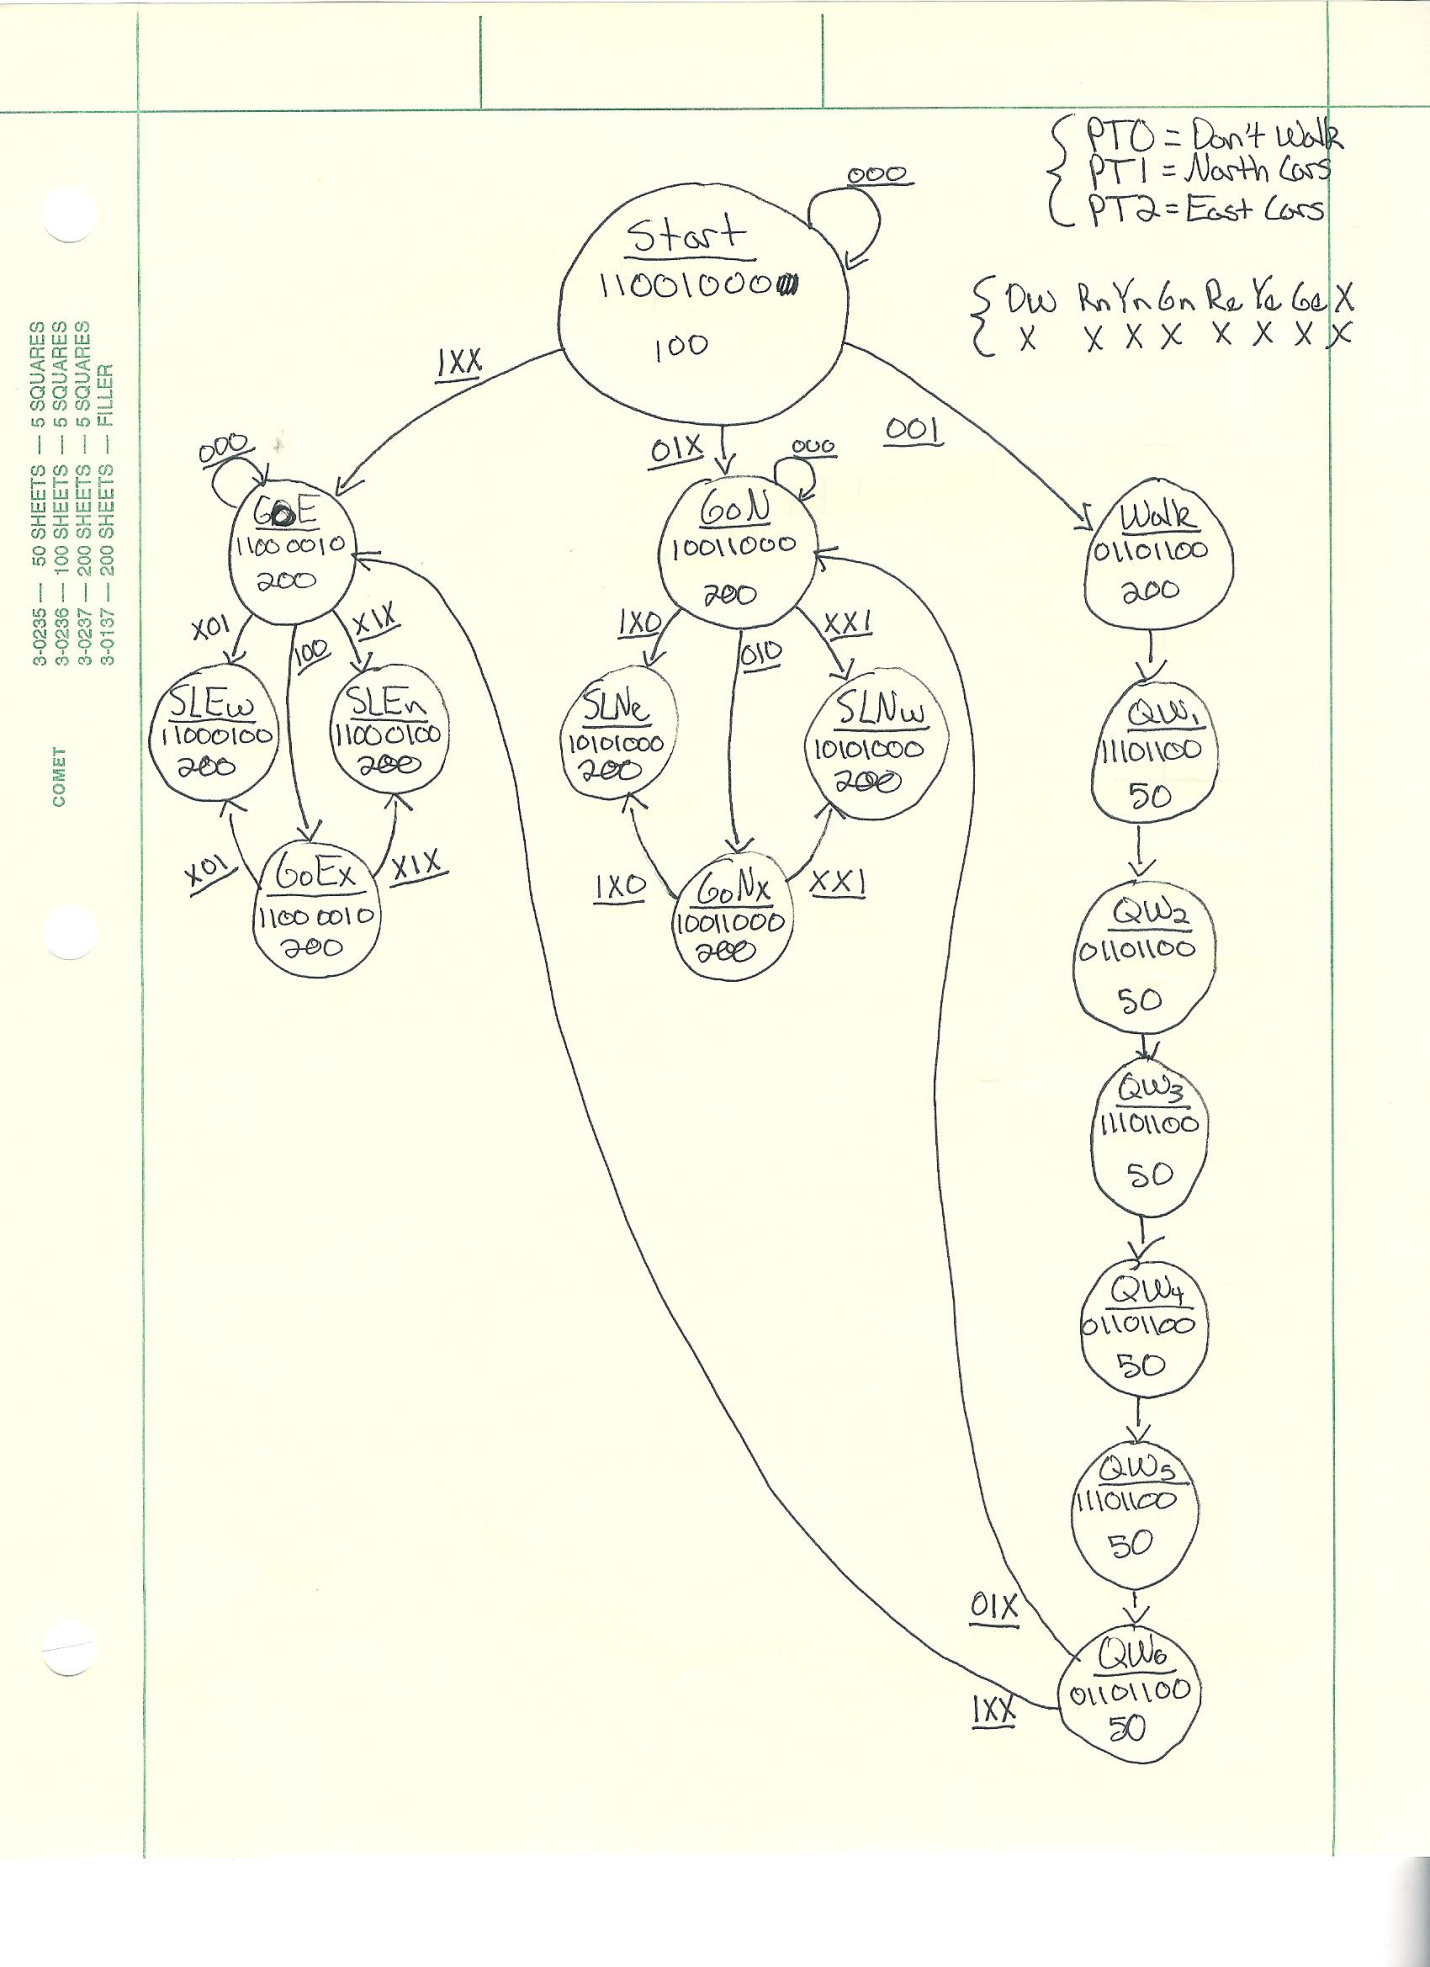 PT0 = Don't Walk
PT1 = North Cars
PT2 = East Cars
DW Rn Yn Gn Re Ye Ge X
X X X X X X X X
000
Start
110010000
100
1XX
01X
001
000
GOE
1100 0010
200
000
GoN
10011000
200
Walk
01101100
200
X01
100
X1X
1X0
010
XX1
SLEw
11000100
200
SLEn
11000100
200
SLNe
10101000
200
SLNw
10101000
200
QW1
11101100
50
X01
GoEx
1100 0010
200
X1X
1X0
GoNx
10011000
200
XX1
QW2
01101100
50
QW3
11101100
50
QW4
01101100
50
QW5
11101100
50
01X
1XX
QW6
01101100
50
3-0235 — 50 SHEETS — 5 SQUARES
3-0236 — 100 SHEETS — 5 SQUARES
3-0237 — 200 SHEETS — 5 SQUARES
3-0137 — 200 SHEETS — FILLER
COMET